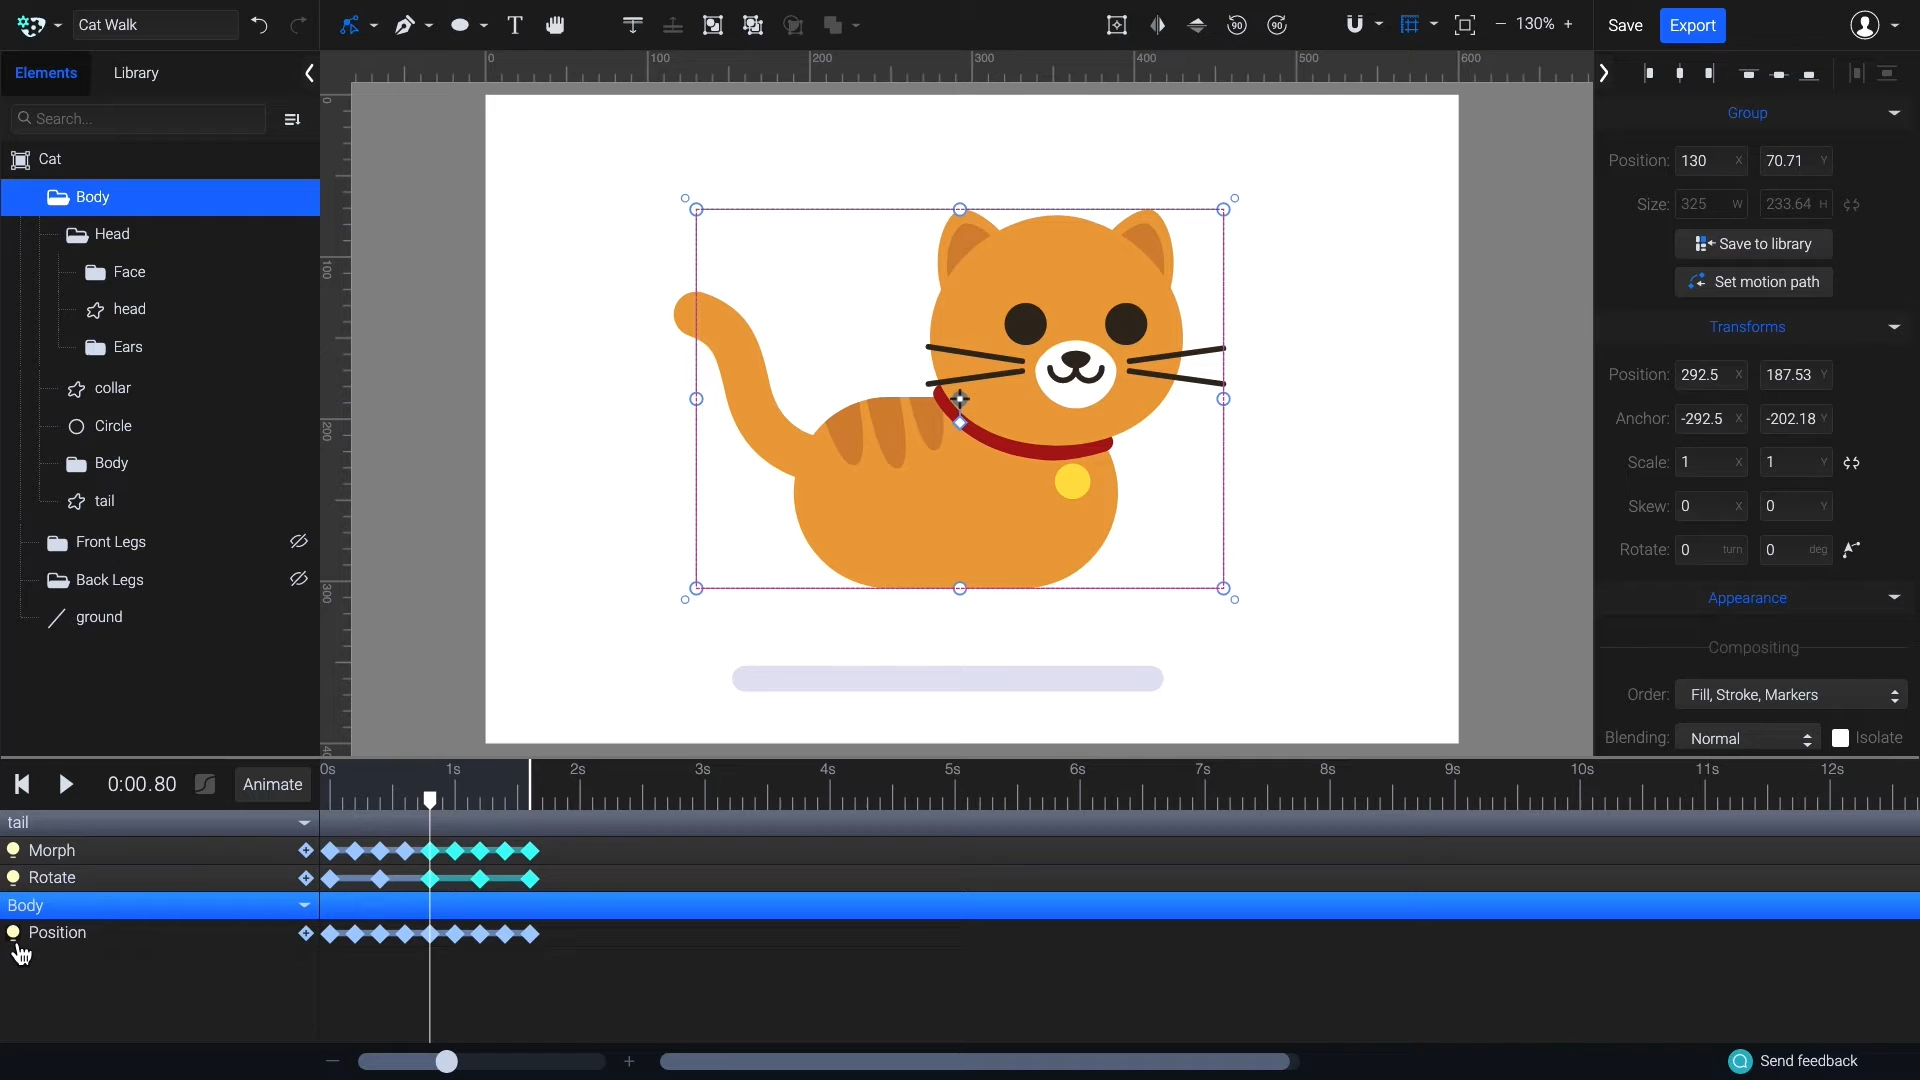 Cat Walk
T
130%
Save
Export
Elements
Library
Search...
Cat
Body
Head
Face
head
Ears
collar
Circle
Body
tail
Front Legs
Back Legs
ground
0
100
200
300
400
500
600
0
100
200
300
Group
Position: 130 X 70.71 Y
Size: 325 W 233.64 H
Save to library
Set motion path
Transforms
Position: 292.5 X 187.53 Y
Anchor: -292.5 X -202.18 Y
Scale: 1 X 1 Y
Skew: 0 X 0 Y
Rotate: 0 turn 0 deg
Appearance
Compositing
Order: Fill, Stroke, Markers
Blending: Normal Isolate
0:00.80
Animate
0s 1s 2s 3s 4s 5s 6s 7s 8s 9s 10s 11s 12s
tail
Morph
Rotate
Body
Position
Send feedback